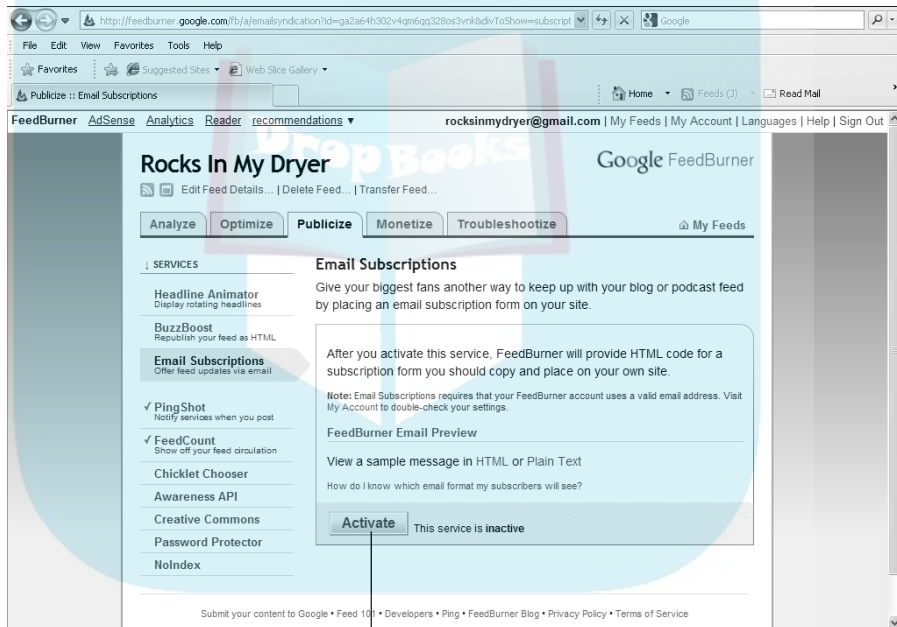 http://feedburner.google.com/fb/a/emailsyndication?id=ga2a64h302v4qm6qq328os3vnk&divToShow=subscript
Google
File Edit View Favorites Tools Help
Favorites Suggested Sites Web Slice Gallery
Publicize :: Email Subscriptions
Home Feeds (J) Read Mail
FeedBurner AdSense Analytics Reader recommendations ▼ rocksinmydryer@gmail.com | My Feeds | My Account | Languages | Help | Sign Out
Drop Books
Rocks In My Dryer
Google FeedBurner
Edit Feed Details... | Delete Feed... | Transfer Feed...
Analyze Optimize Publicize Monetize Troubleshootize My Feeds
↓ SERVICES
Headline Animator
Display rotating headlines
BuzzBoost
Republish your feed as HTML
Email Subscriptions
Offer feed updates via email
✓ PingShot
Notify services when you post
✓ FeedCount
Show off your feed circulation
Chicklet Chooser
Awareness API
Creative Commons
Password Protector
NoIndex
Email Subscriptions
Give your biggest fans another way to keep up with your blog or podcast feed
by placing an email subscription form on your site.
After you activate this service, FeedBurner will provide HTML code for a
subscription form you should copy and place on your own site.
Note: Email Subscriptions requires that your FeedBurner account uses a valid email address. Visit
My Account to double-check your settings.
FeedBurner Email Preview
View a sample message in HTML or Plain Text
How do I know which email format my subscribers will see?
Activate This service is inactive
Submit your content to Google • Feed 101 • Developers • Ping • FeedBurner Blog • Privacy Policy • Terms of Service